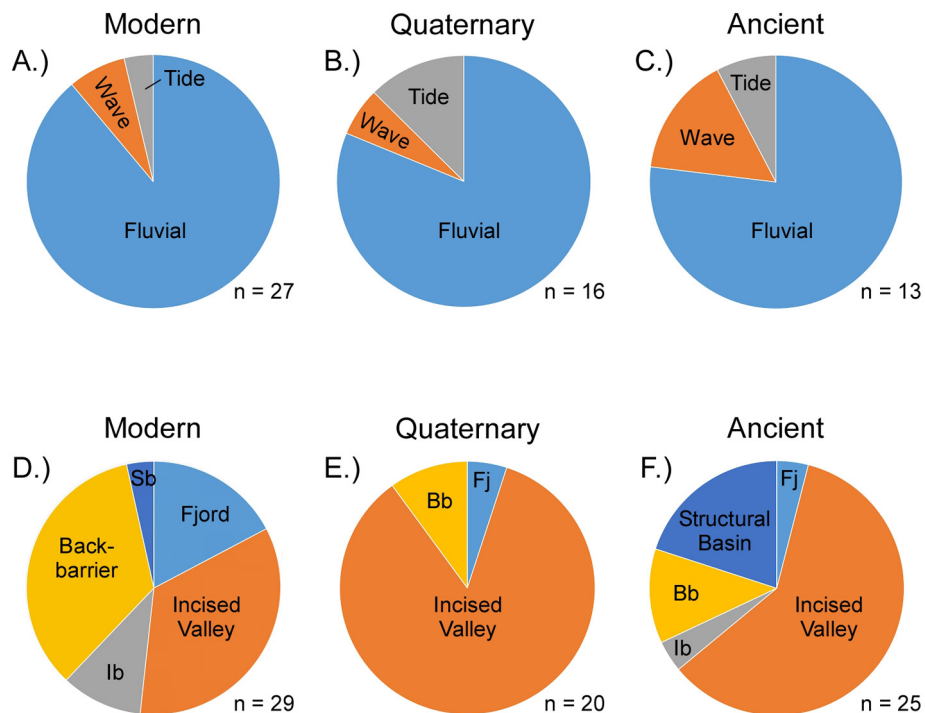 Modern
Quaternary
Ancient
A.)
B.)
C.)
Wave
Tide
Fluvial
n = 27
Tide
Wave
Fluvial
n = 16
Tide
Wave
Fluvial
n = 13
Modern
Quaternary
Ancient
D.)
E.)
F.)
Sb
Fjord
Back-
barrier
Incised
Valley
Ib
n = 29
Bb
Fj
Incised
Valley
n = 20
Fj
Structural
Basin
Bb
Incised
Valley
Ib
n = 25